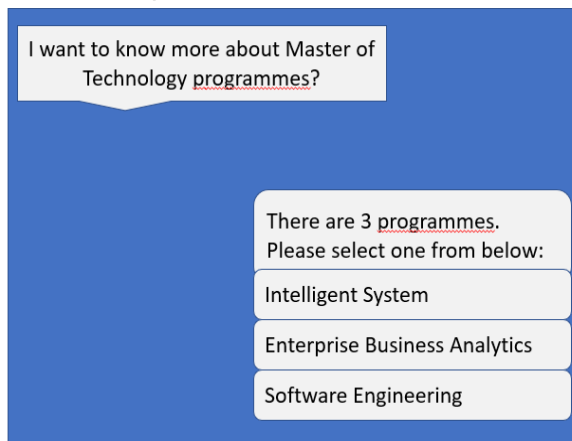 I want to know more about Master of
Technology programmes?
There are 3 programmes.
Please select one from below:
Intelligent System
Enterprise Business Analytics
Software Engineering